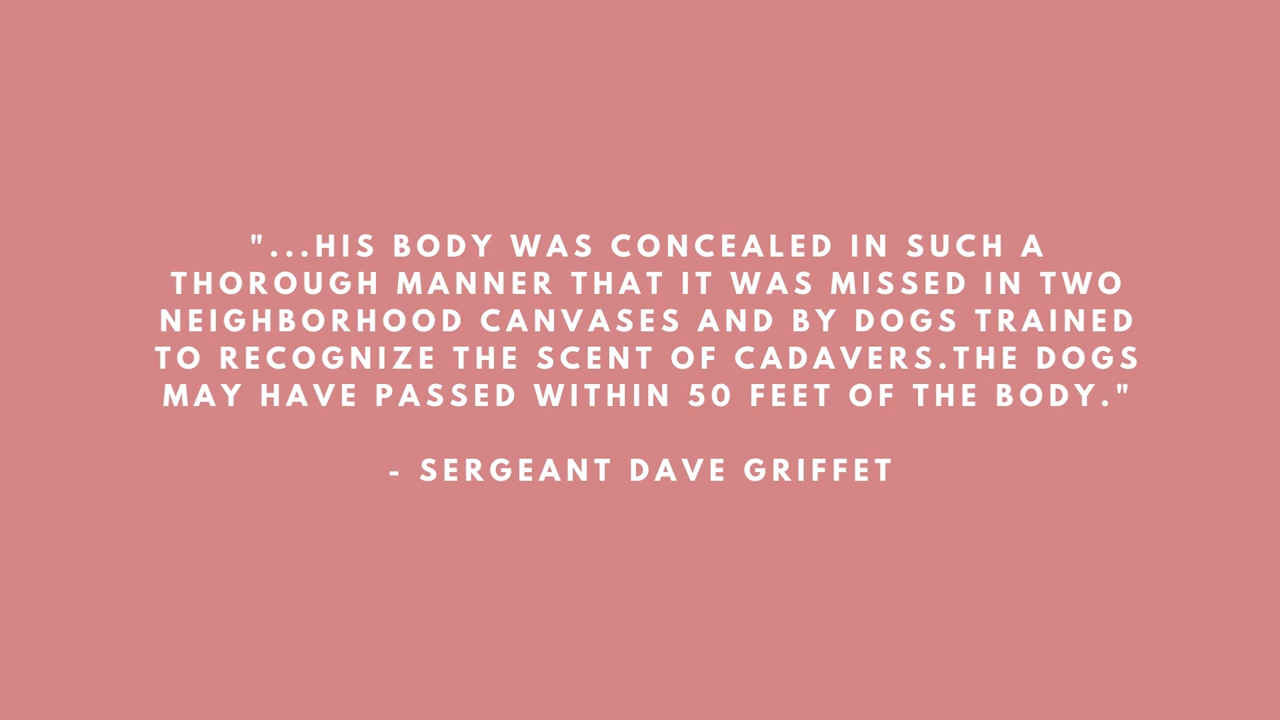 "...HIS BODY WAS CONCEALED IN SUCH A
THOROUGH MANNER THAT IT WAS MISSED IN TWO
NEIGHBORHOOD CANVASES AND BY DOGS TRAINED
TO RECOGNIZE THE SCENT OF CADAVERS.THE DOGS
MAY HAVE PASSED WITHIN 50 FEET OF THE BODY."
- SERGEANT DAVE GRIFFET